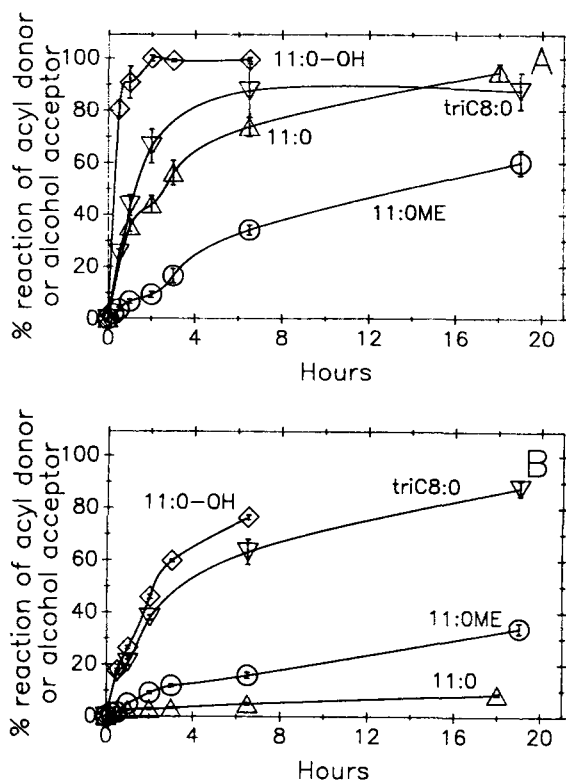 A
% reaction of acyl donor
or alcohol acceptor
100
80
60
40
20
0
11:0-OH
triC8:0
11:0
11:0ME
0 4 8 12 16 20
Hours
B
% reaction of acyl donor
or alcohol acceptor
100
80
60
40
20
0
11:0-OH
triC8:0
11:0ME
11:0
0 4 8 12 16 20
Hours